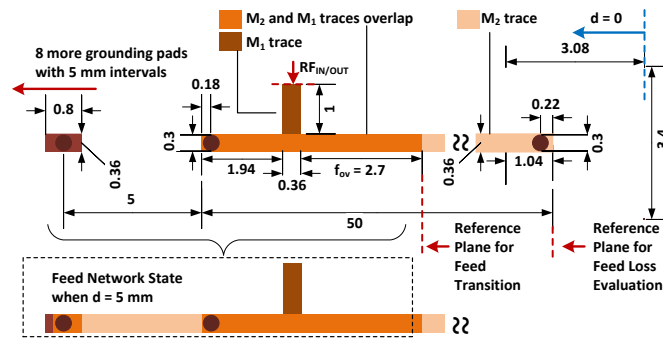 M2 and M1 traces overlap
M1 trace
M2 trace
d = 0
8 more grounding pads
with 5 mm intervals
RFIN/OUT
3.08
0.8
0.18
1
0.22
0.3
0.36
0.36
0.3
3.4
1.94
0.36
fov = 2.7
1.04
5
50
Reference
Plane for
Feed
Transition
Reference
Plane for
Feed Loss
Evaluation
Feed Network State
when d = 5 mm